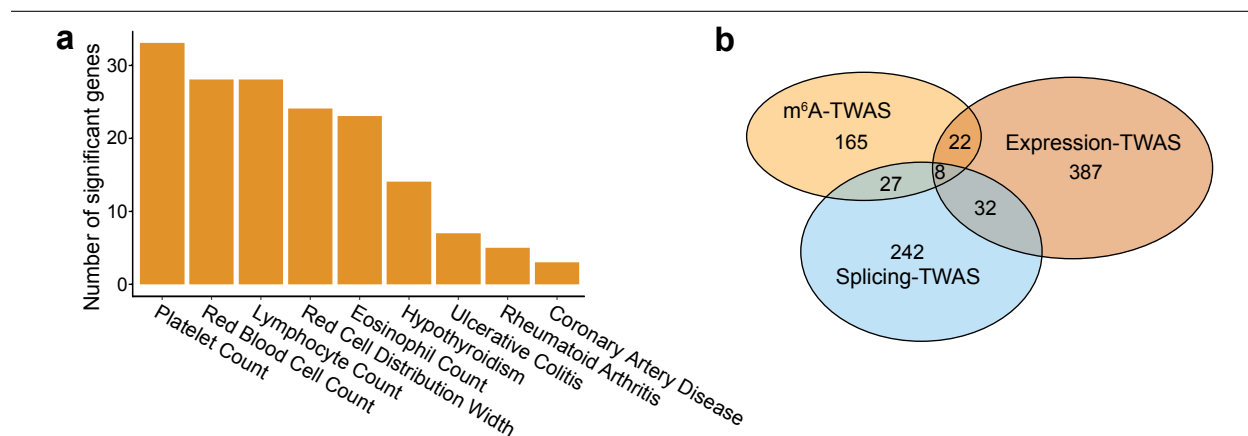 a
Number of significant genes
30
20
10
0
Platelet Count
Red Blood Cell Count
Lymphocyte Count
Red Cell Distribution Width
Eosinophil Count
Hypothyroidism
Ulcerative Colitis
Rheumatoid Arthritis
Coronary Artery Disease
b
m⁶A-TWAS
165
22
Expression-TWAS
387
8
27
32
242
Splicing-TWAS